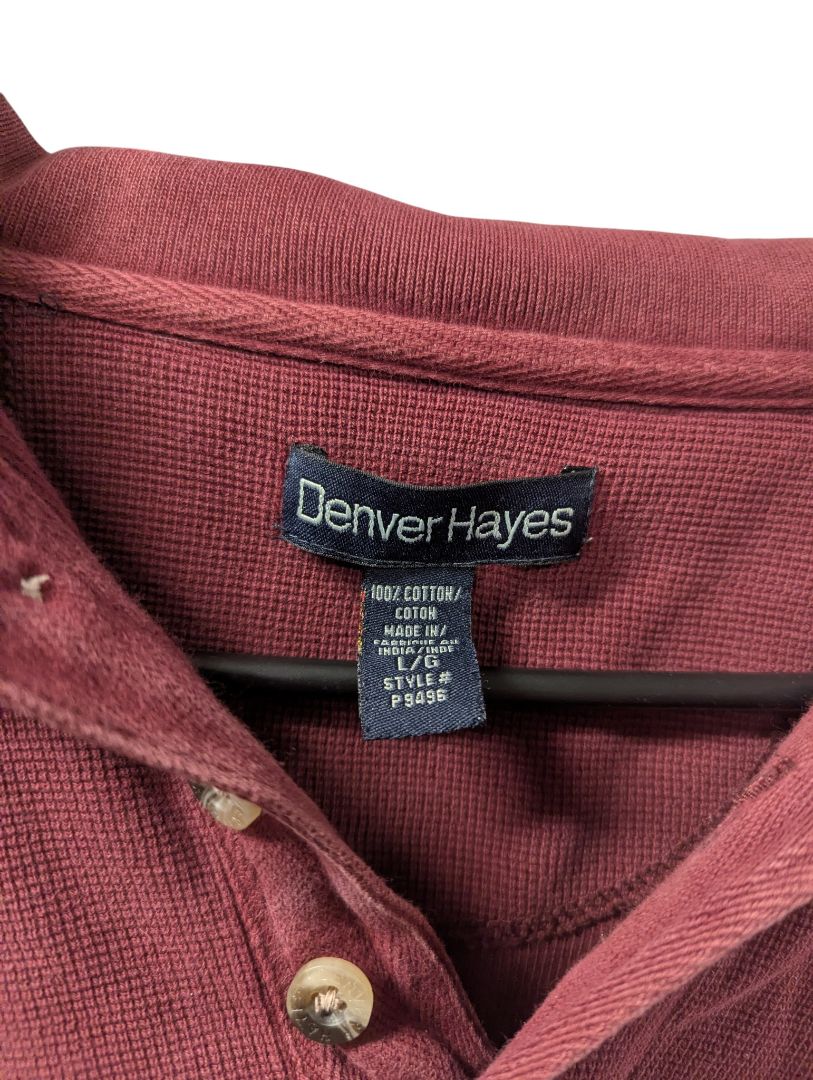 Denver Hayes
100% COTTON/
COTON
MADE IN/
FABRIQUE AU
INDIA/INDE
L/G
STYLE#
P9496